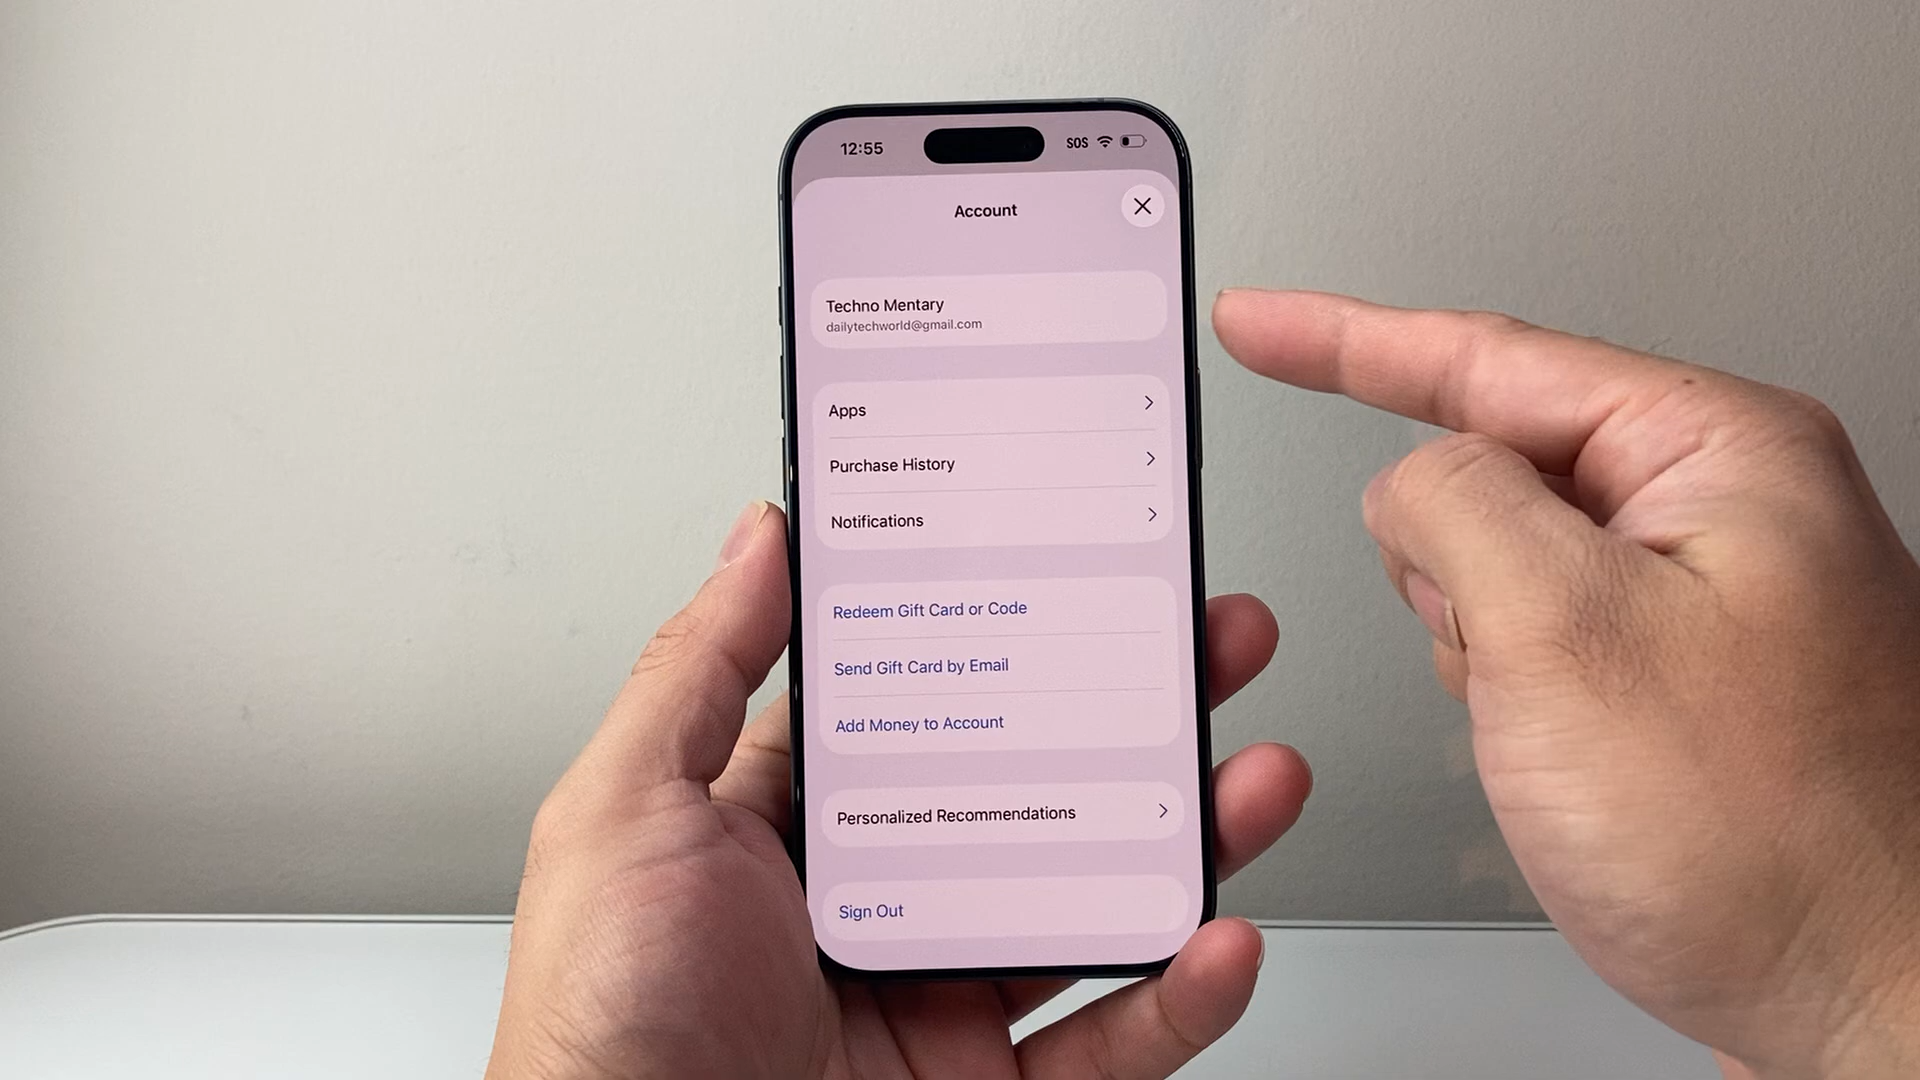 12:55
SOS
Account
Techno Mentary
dailytechworld@gmail.com
Apps
Purchase History
Notifications
Redeem Gift Card or Code
Send Gift Card by Email
Add Money to Account
Personalized Recommendations
Sign Out